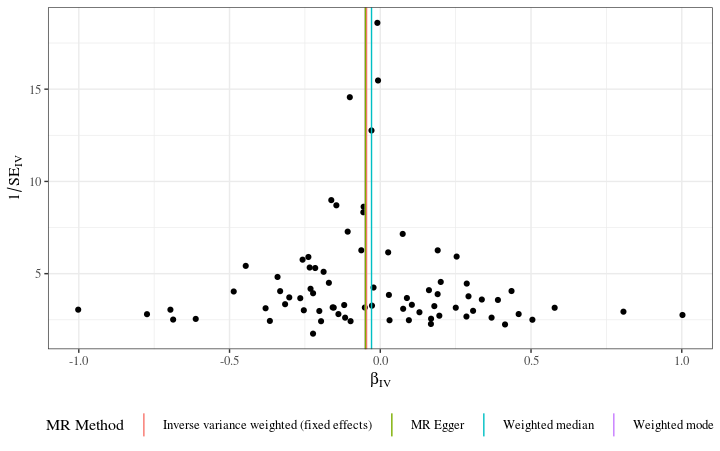 15
10
5
1/SE_IV
-1.0 -0.5 0.0 0.5 1.0
β_IV
MR Method Inverse variance weighted (fixed effects) MR Egger Weighted median Weighted mode